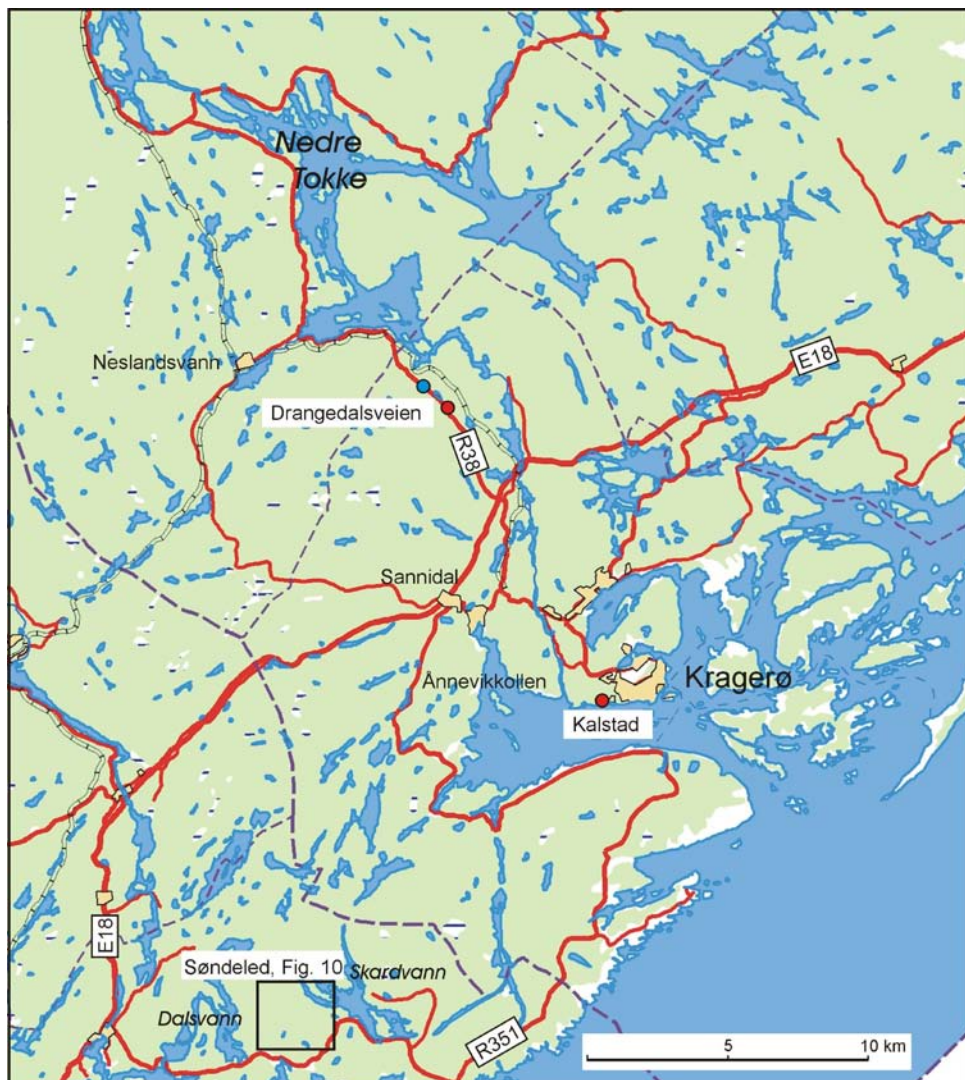 Nedre
Tokke
E18
Neslandsvann
Drangedalsveien
R38
Sannidal
Ånnevikkollen
Kragerø
Kalstad
E18
Søndeled, Fig. 10
Skardvann
Dalsvann
R351
5
10 km